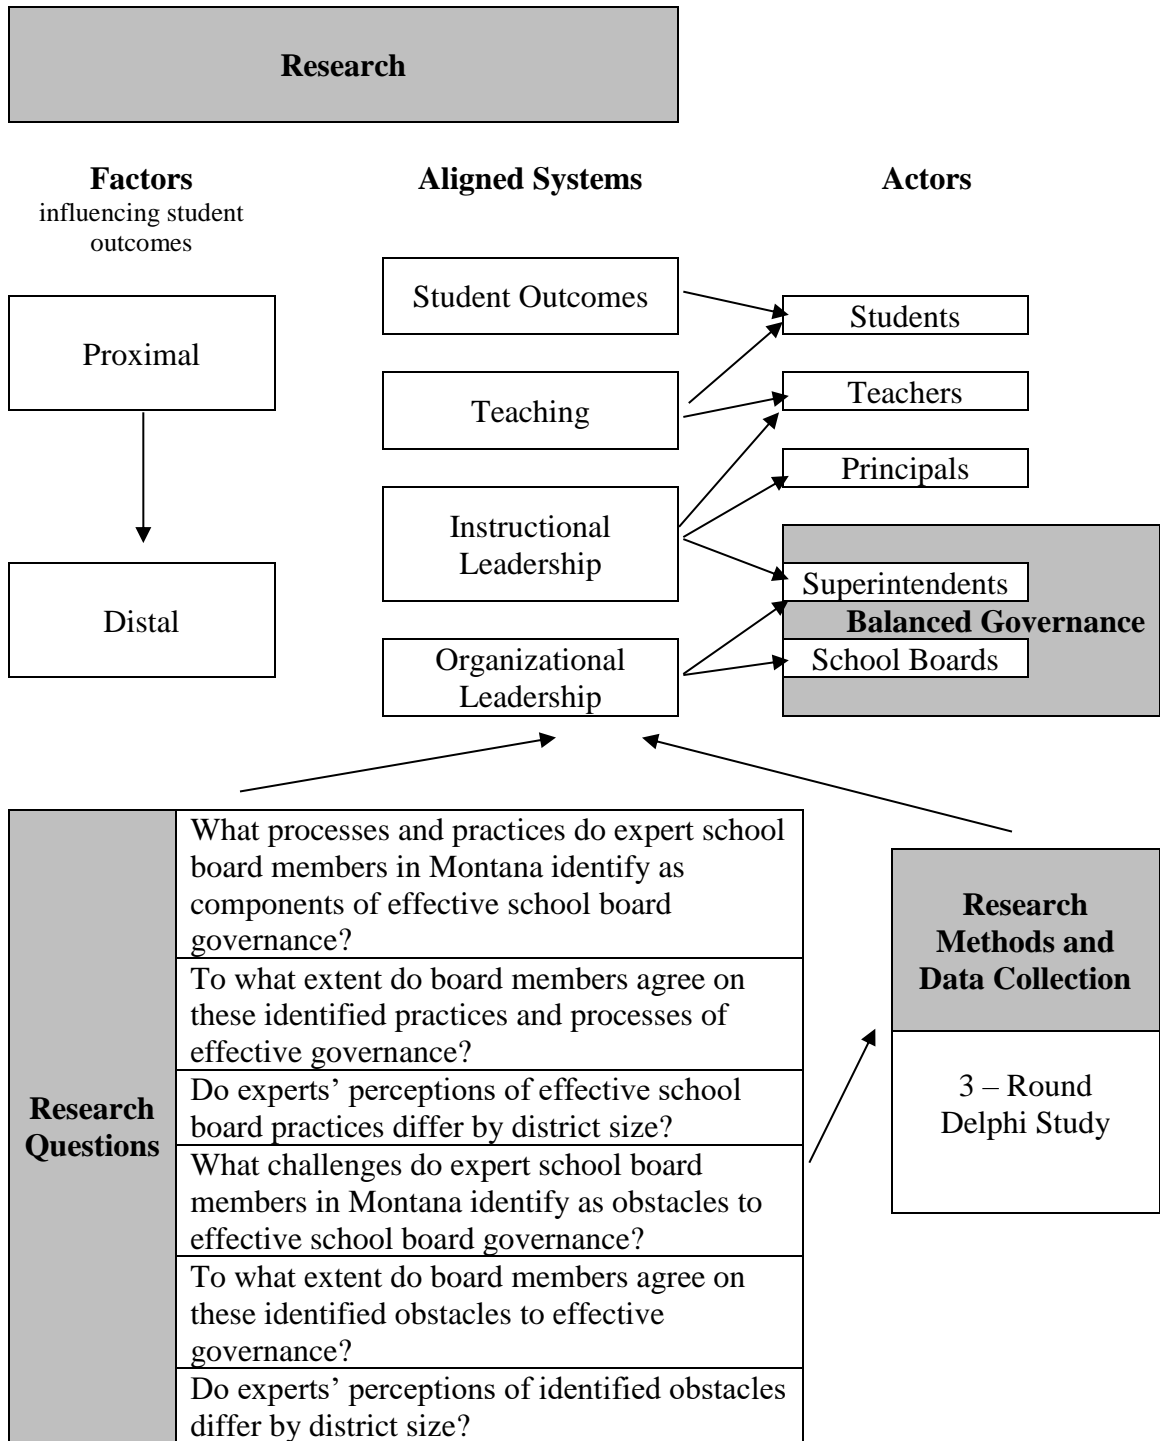 Research
Factors
influencing student
outcomes
Aligned Systems
Actors
Proximal
Distal
Student Outcomes
Teaching
Instructional
Leadership
Organizational
Leadership
Students
Teachers
Principals
Superintendents
Balanced Governance
School Boards
Research
Questions
What processes and practices do expert school
board members in Montana identify as
components of effective school board
governance?
To what extent do board members agree on
these identified practices and processes of
effective governance?
Do experts’ perceptions of effective school
board practices differ by district size?
What challenges do expert school board
members in Montana identify as obstacles to
effective school board governance?
To what extent do board members agree on
these identified obstacles to effective
governance?
Do experts’ perceptions of identified obstacles
differ by district size?
Research
Methods and
Data Collection
3 – Round
Delphi Study